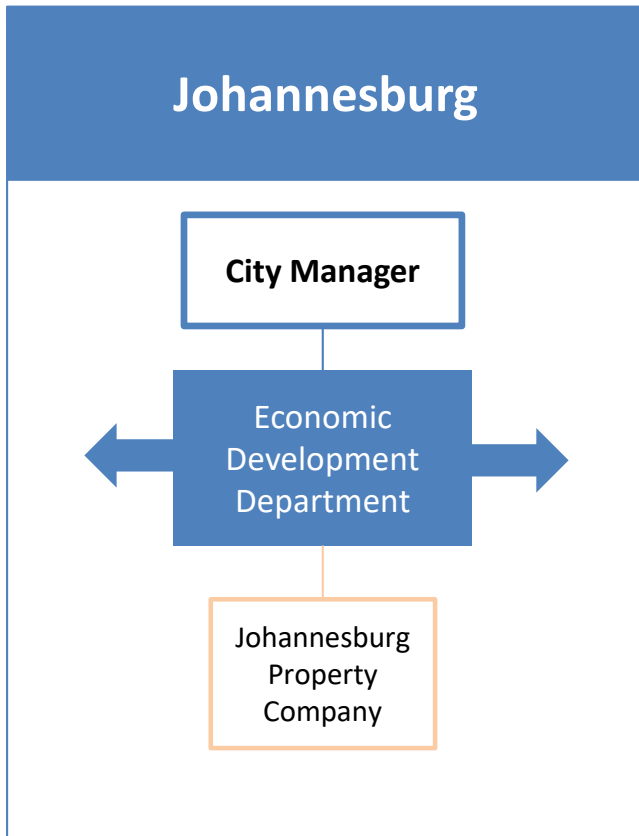 Johannesburg
City Manager
Economic
Development
Department
Johannesburg
Property
Company